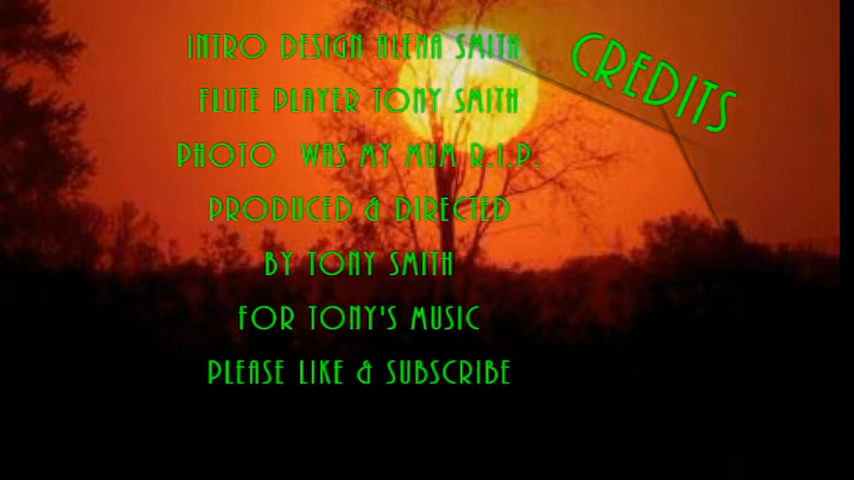 CREDITS
INTRO DESIGN ALENA SMITH
FLUTE PLAYER TONY SMITH
PHOTO WAS MY MUM R.I.P.
PRODUCED & DIRECTED
BY TONY SMITH
FOR TONY'S MUSIC
PLEASE LIKE & SUBSCRIBE